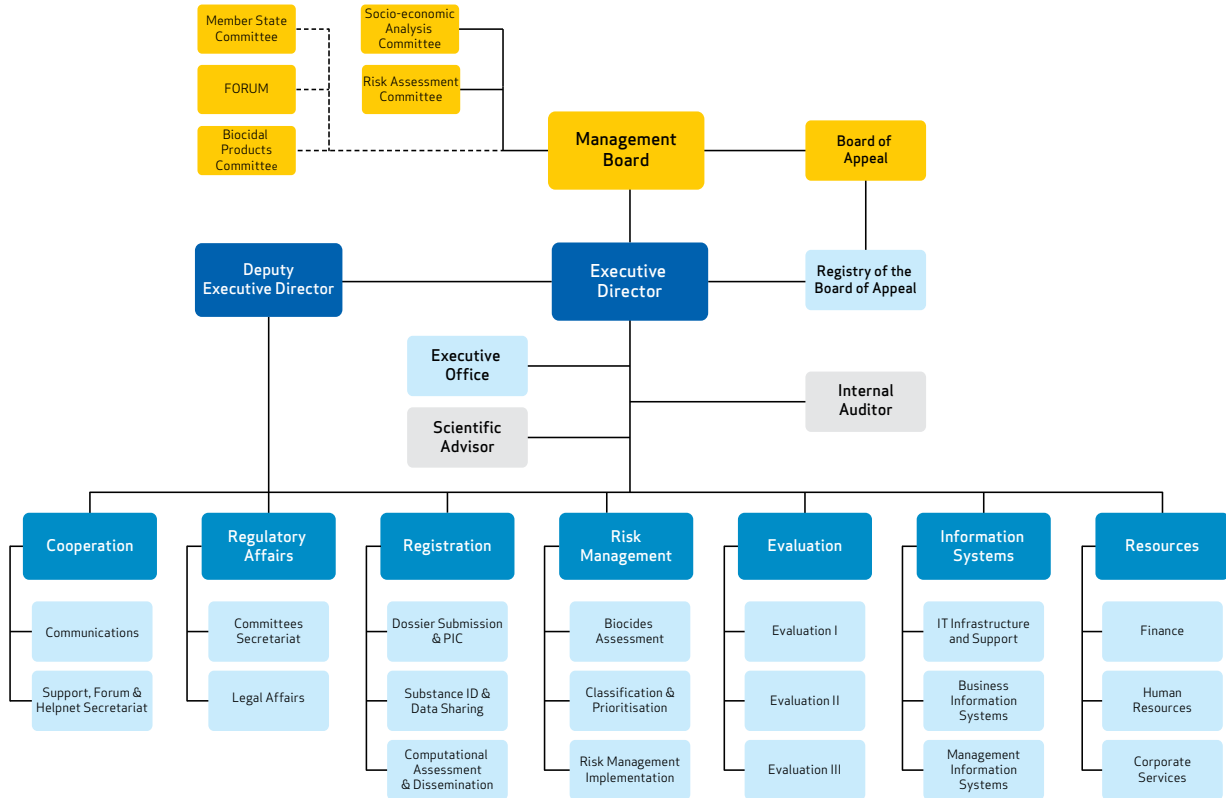 Member State
Committee
Socio-economic
Analysis
Committee
FORUM
Risk Assessment
Committee
Biocidal
Products
Committee
Management
Board
Board of
Appeal
Deputy
Executive Director
Executive
Director
Registry of the
Board of Appeal
Executive
Office
Internal
Auditor
Scientific
Advisor
Cooperation
Regulatory
Affairs
Registration
Risk
Management
Evaluation
Information
Systems
Resources
Communications
Committees
Secretariat
Dossier Submission
& PIC
Biocides
Assessment
Evaluation I
IT Infrastructure
and Support
Finance
Support, Forum &
Helpnet Secretariat
Legal Affairs
Substance ID &
Data Sharing
Classification &
Prioritisation
Evaluation II
Business
Information
Systems
Human
Resources
Computational
Assessment
& Dissemination
Risk Management
Implementation
Evaluation III
Management
Information
Systems
Corporate
Services